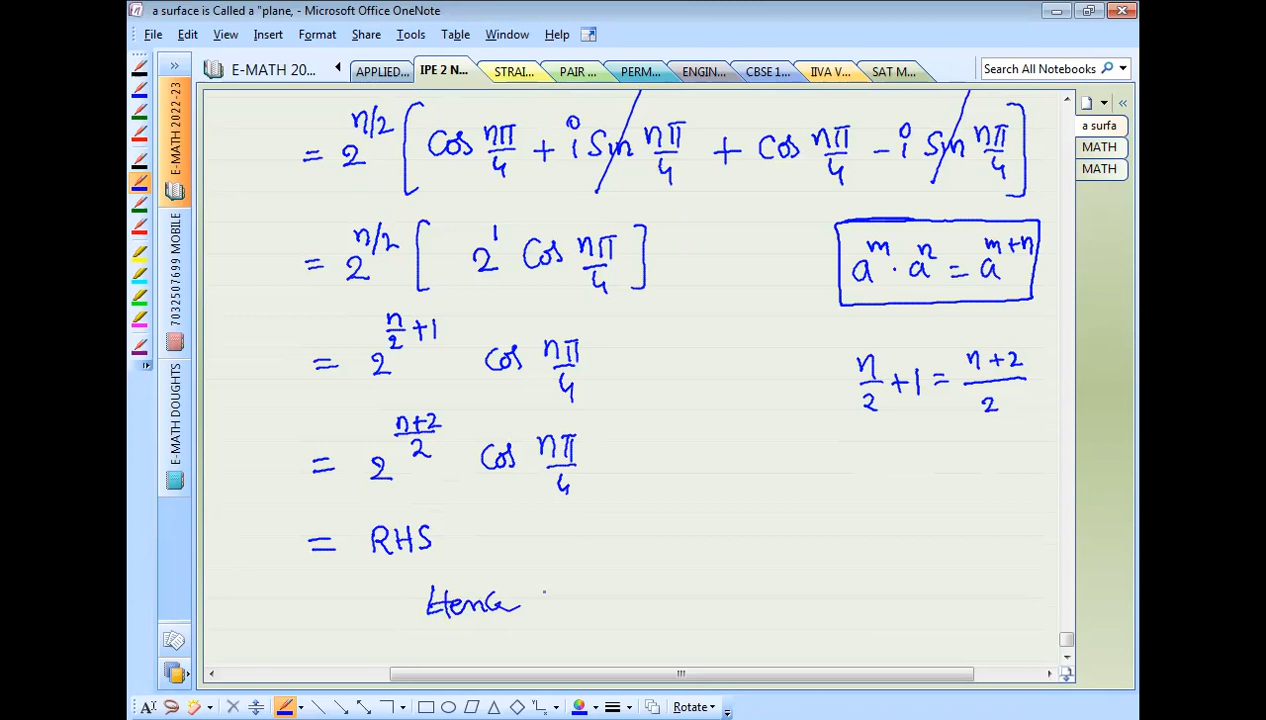 a surface is Called a "plane, - Microsoft Office OneNote
File Edit View Insert Format Share Tools Table Window Help
E-MATH 20... APPLIED... IPE 2 N... STRAI... PAIR ... PERM... ENGIN... CBSE 1... IIVA V... SAT M... Search All Notebooks
a surfa
MATH
MATH
E-MATH 2022-23
7032507699 MOBILE
E-MATH DOUGHTS
= 2^{n/2} [ Cos nπ/4 + i Sin nπ/4 + Cos nπ/4 - i Sin nπ/4 ]
= 2^{n/2} [ 2^1 Cos nπ/4 ]
a^m . a^n = a^{m+n}
= 2^{n/2 + 1} cos nπ/4
n/2 + 1 = (n+2)/2
= 2^{(n+2)/2} cos nπ/4
= RHS
Hence
Rotate